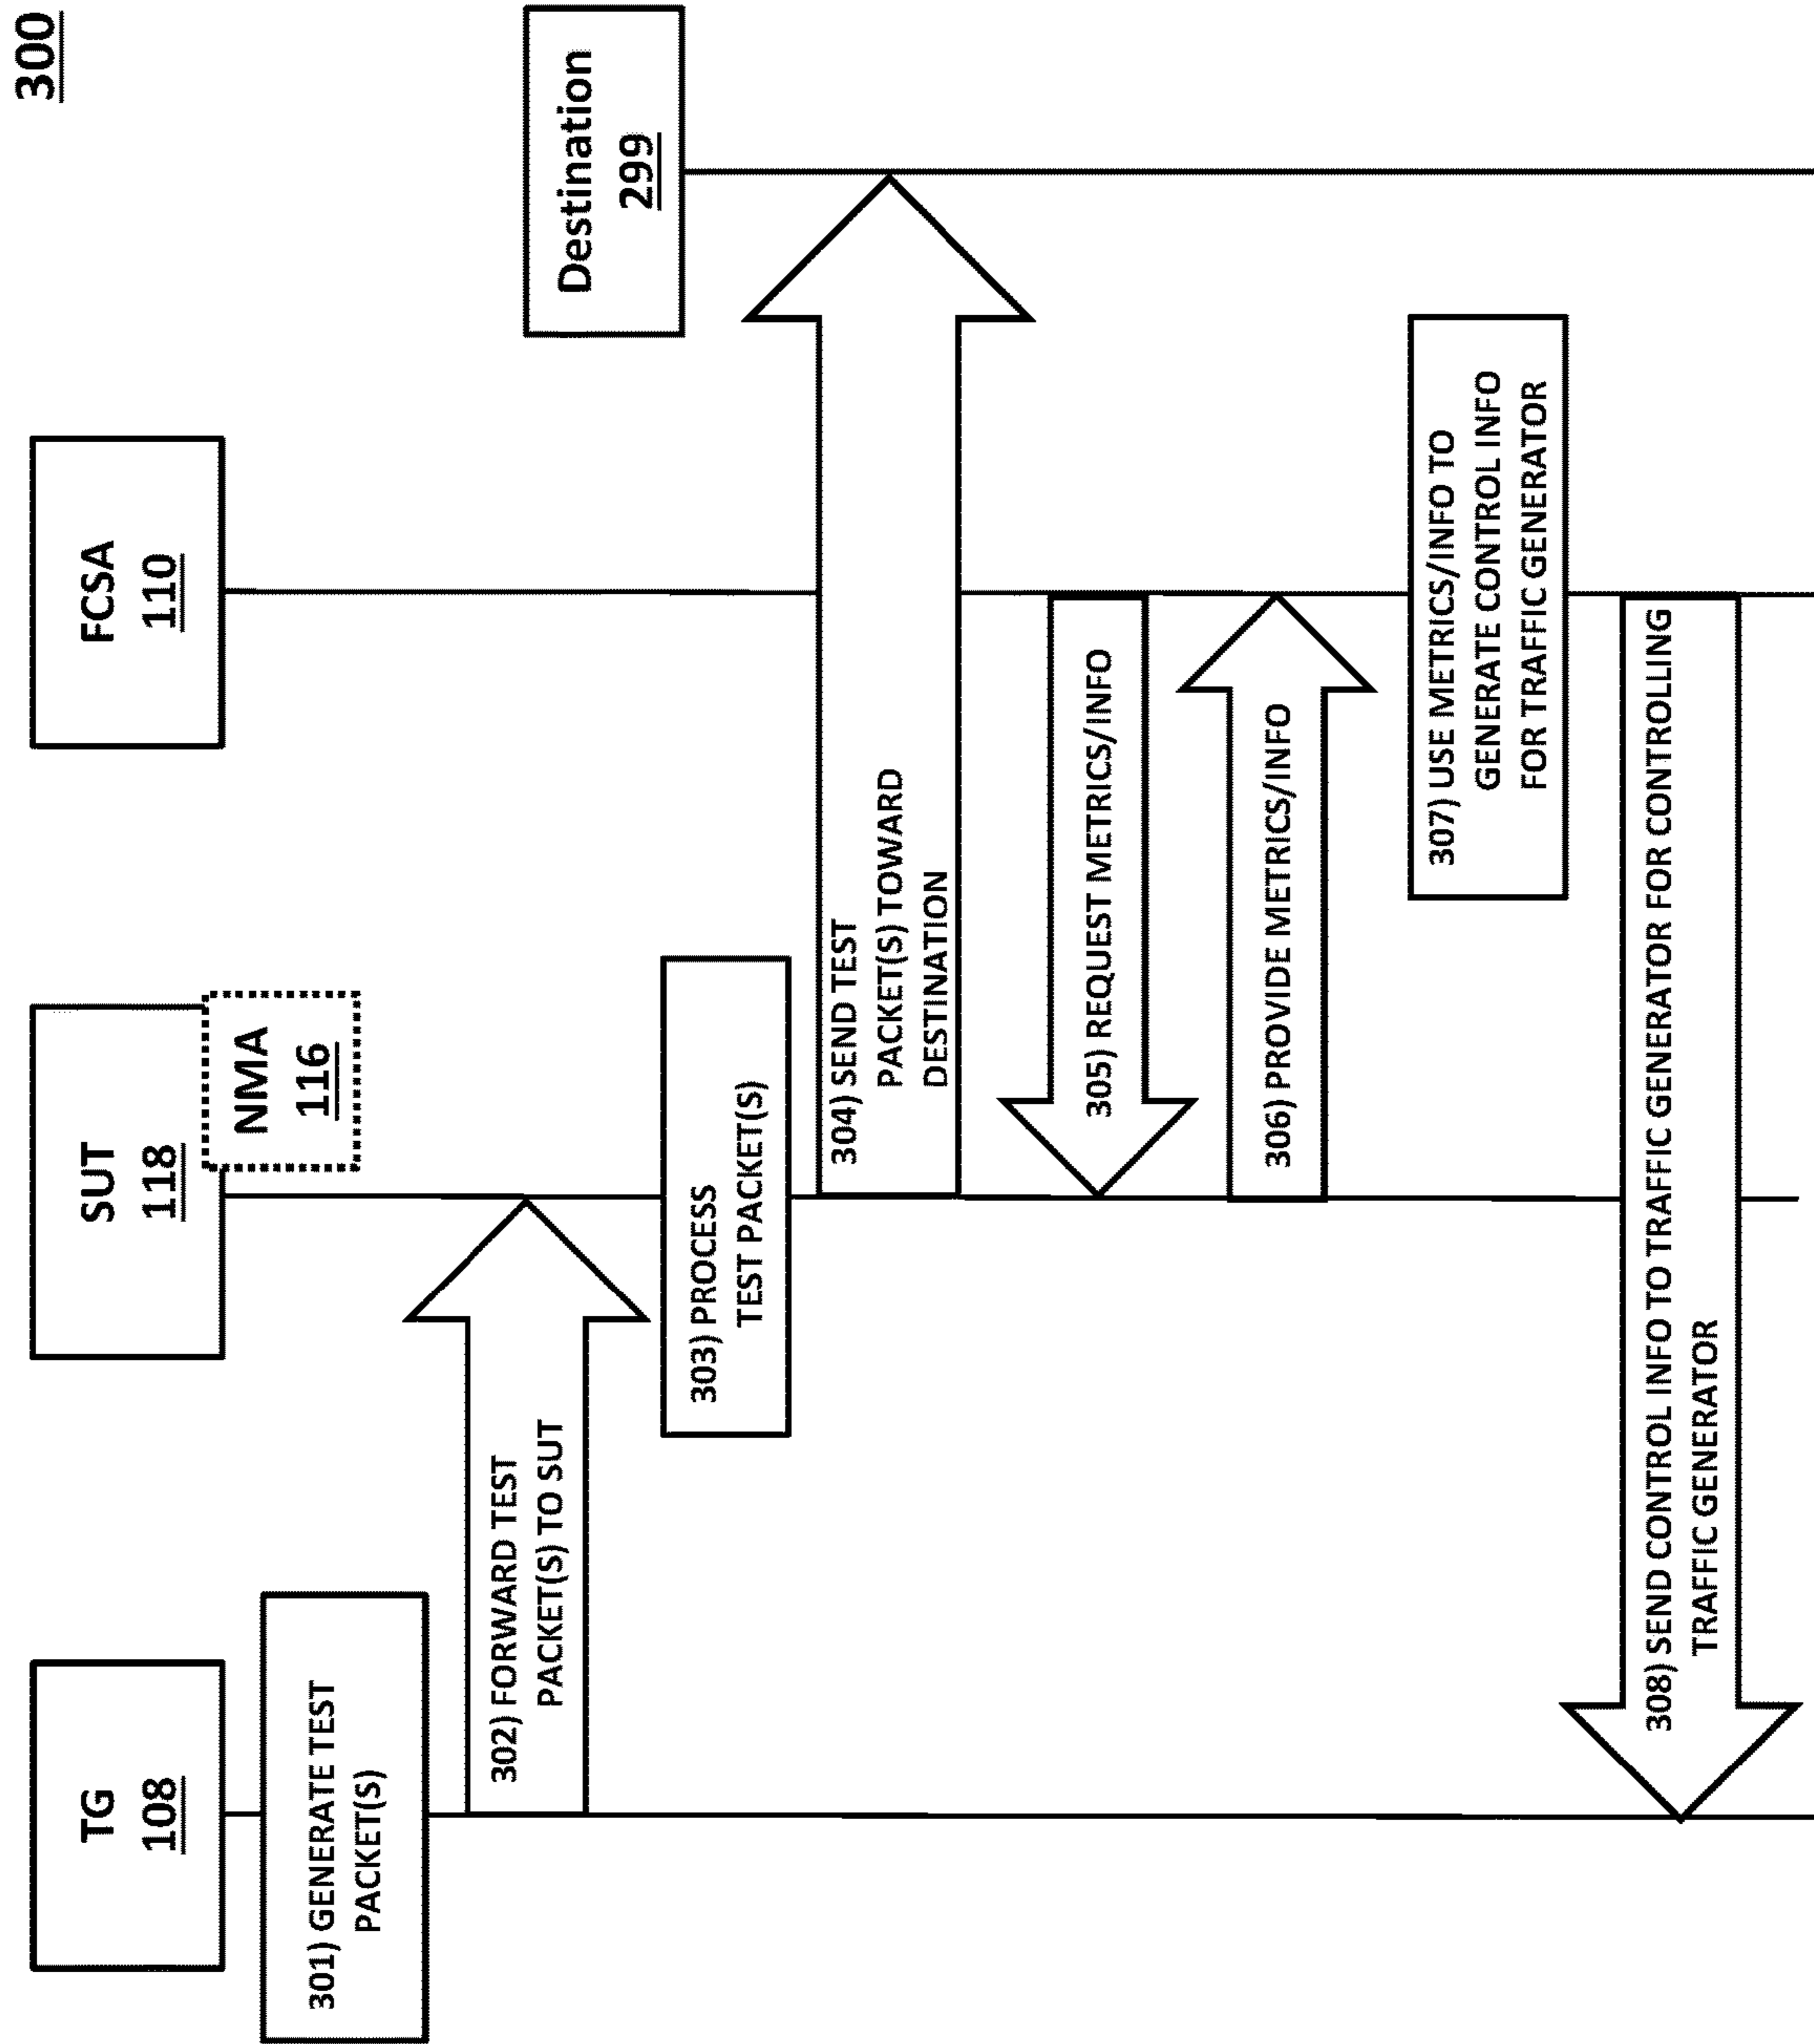 300
TG
108
SUT
118
NMA
116
FCSA
110
Destination
299
301) GENERATE TEST
PACKET(S)
302) FORWARD TEST
PACKET(S) TO SUT
303) PROCESS
TEST PACKET(S)
304) SEND TEST
PACKET(S) TOWARD
DESTINATION
305) REQUEST METRICS/INFO
306) PROVIDE METRICS/INFO
307) USE METRICS/INFO TO
GENERATE CONTROL INFO
FOR TRAFFIC GENERATOR
308) SEND CONTROL INFO TO TRAFFIC GENERATOR FOR CONTROLLING
TRAFFIC GENERATOR